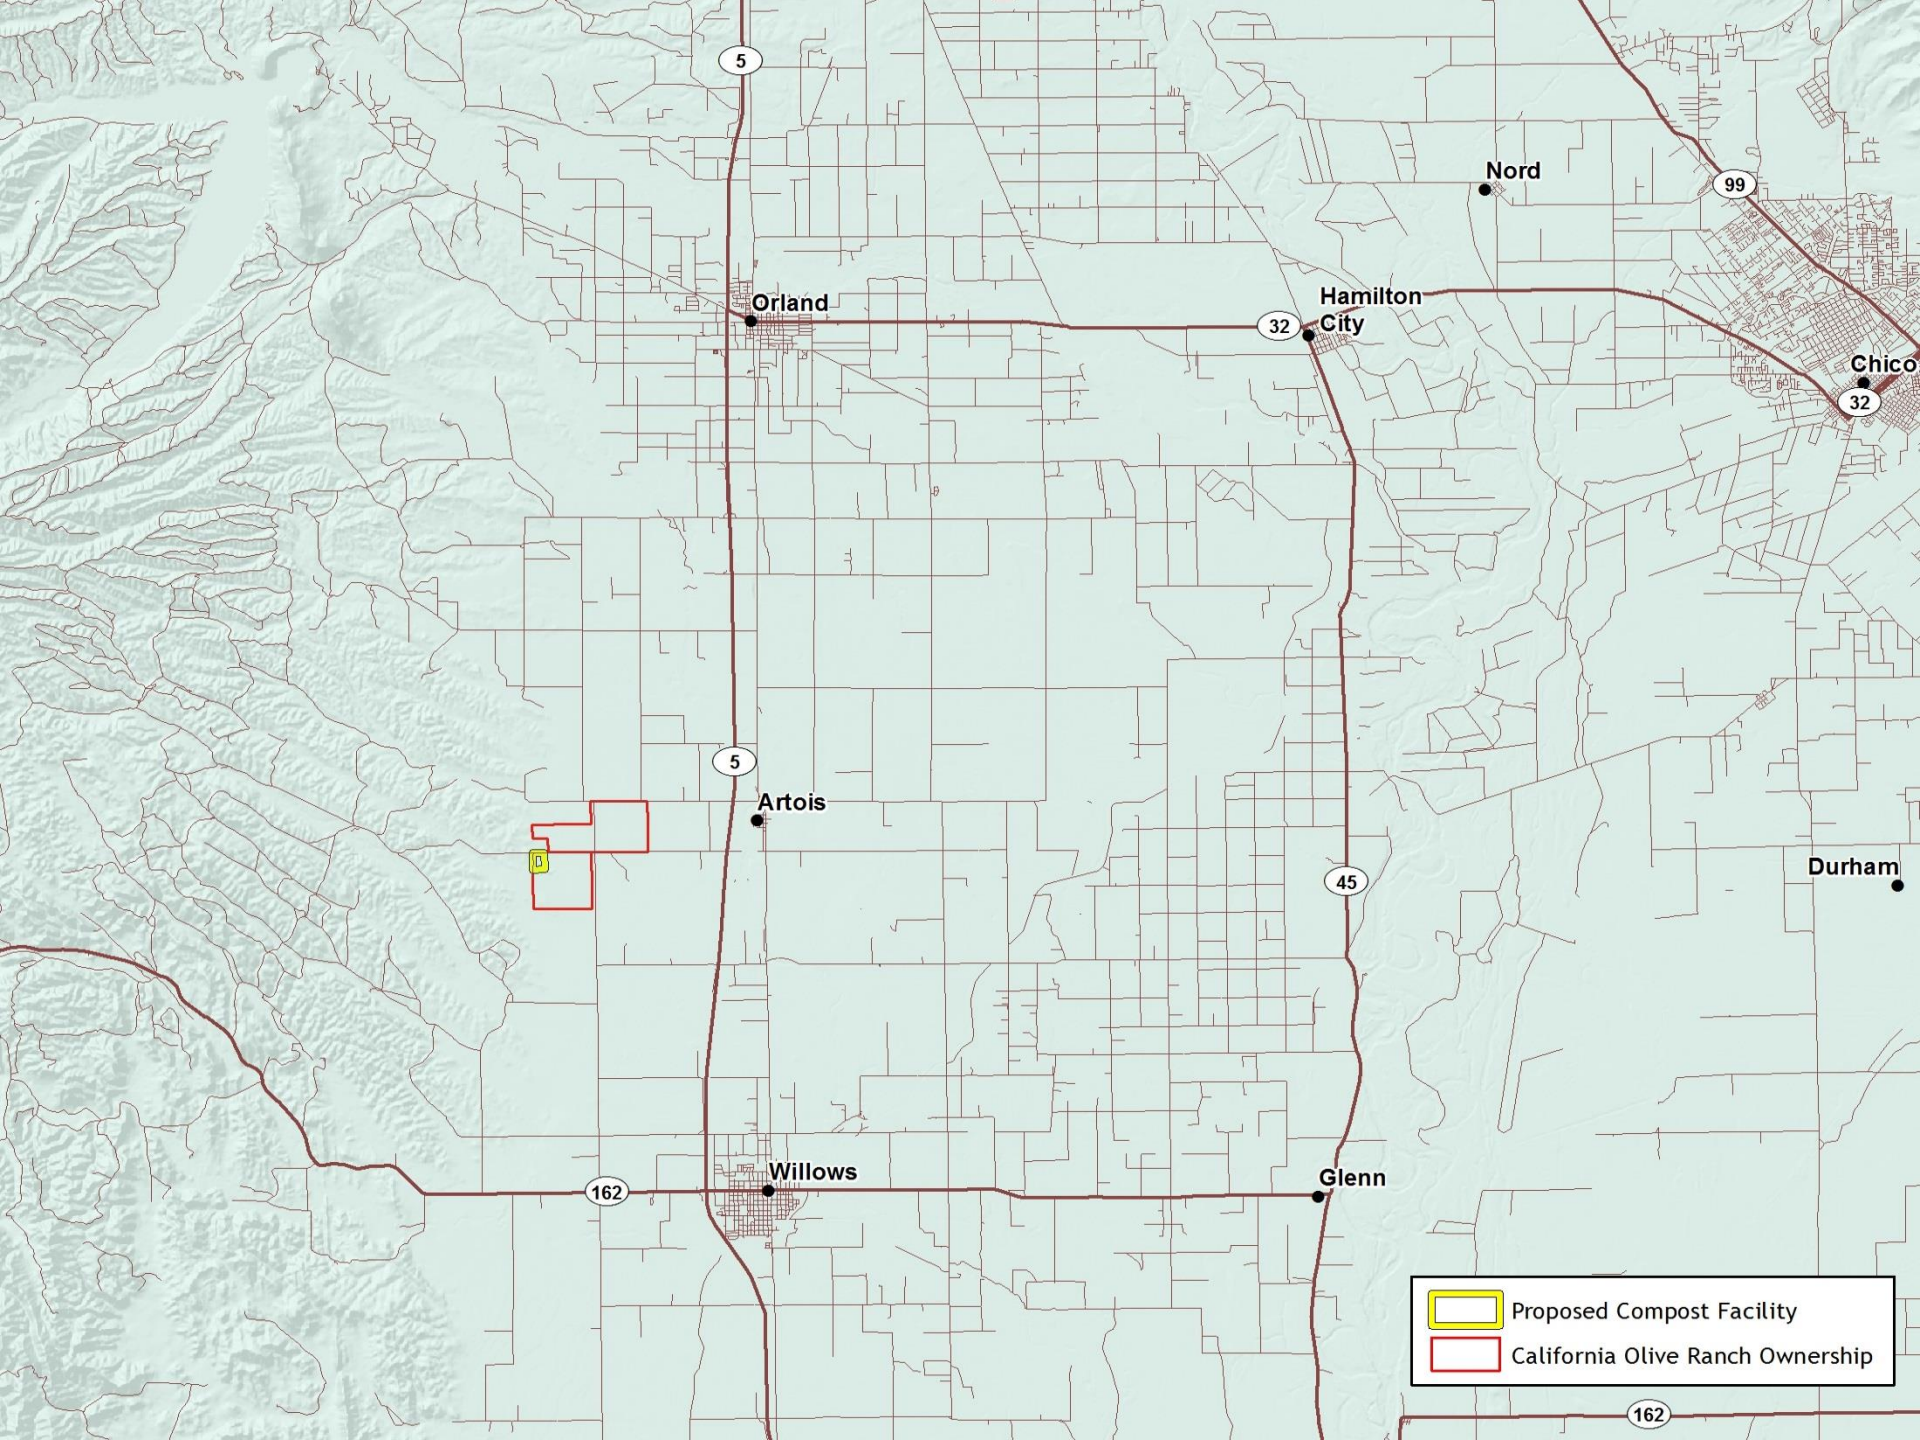 5
Nord
99
Orland
Hamilton
City
32
Chico
32
5
Artois
Durham
45
Willows
Glenn
162
Proposed Compost Facility
California Olive Ranch Ownership
162